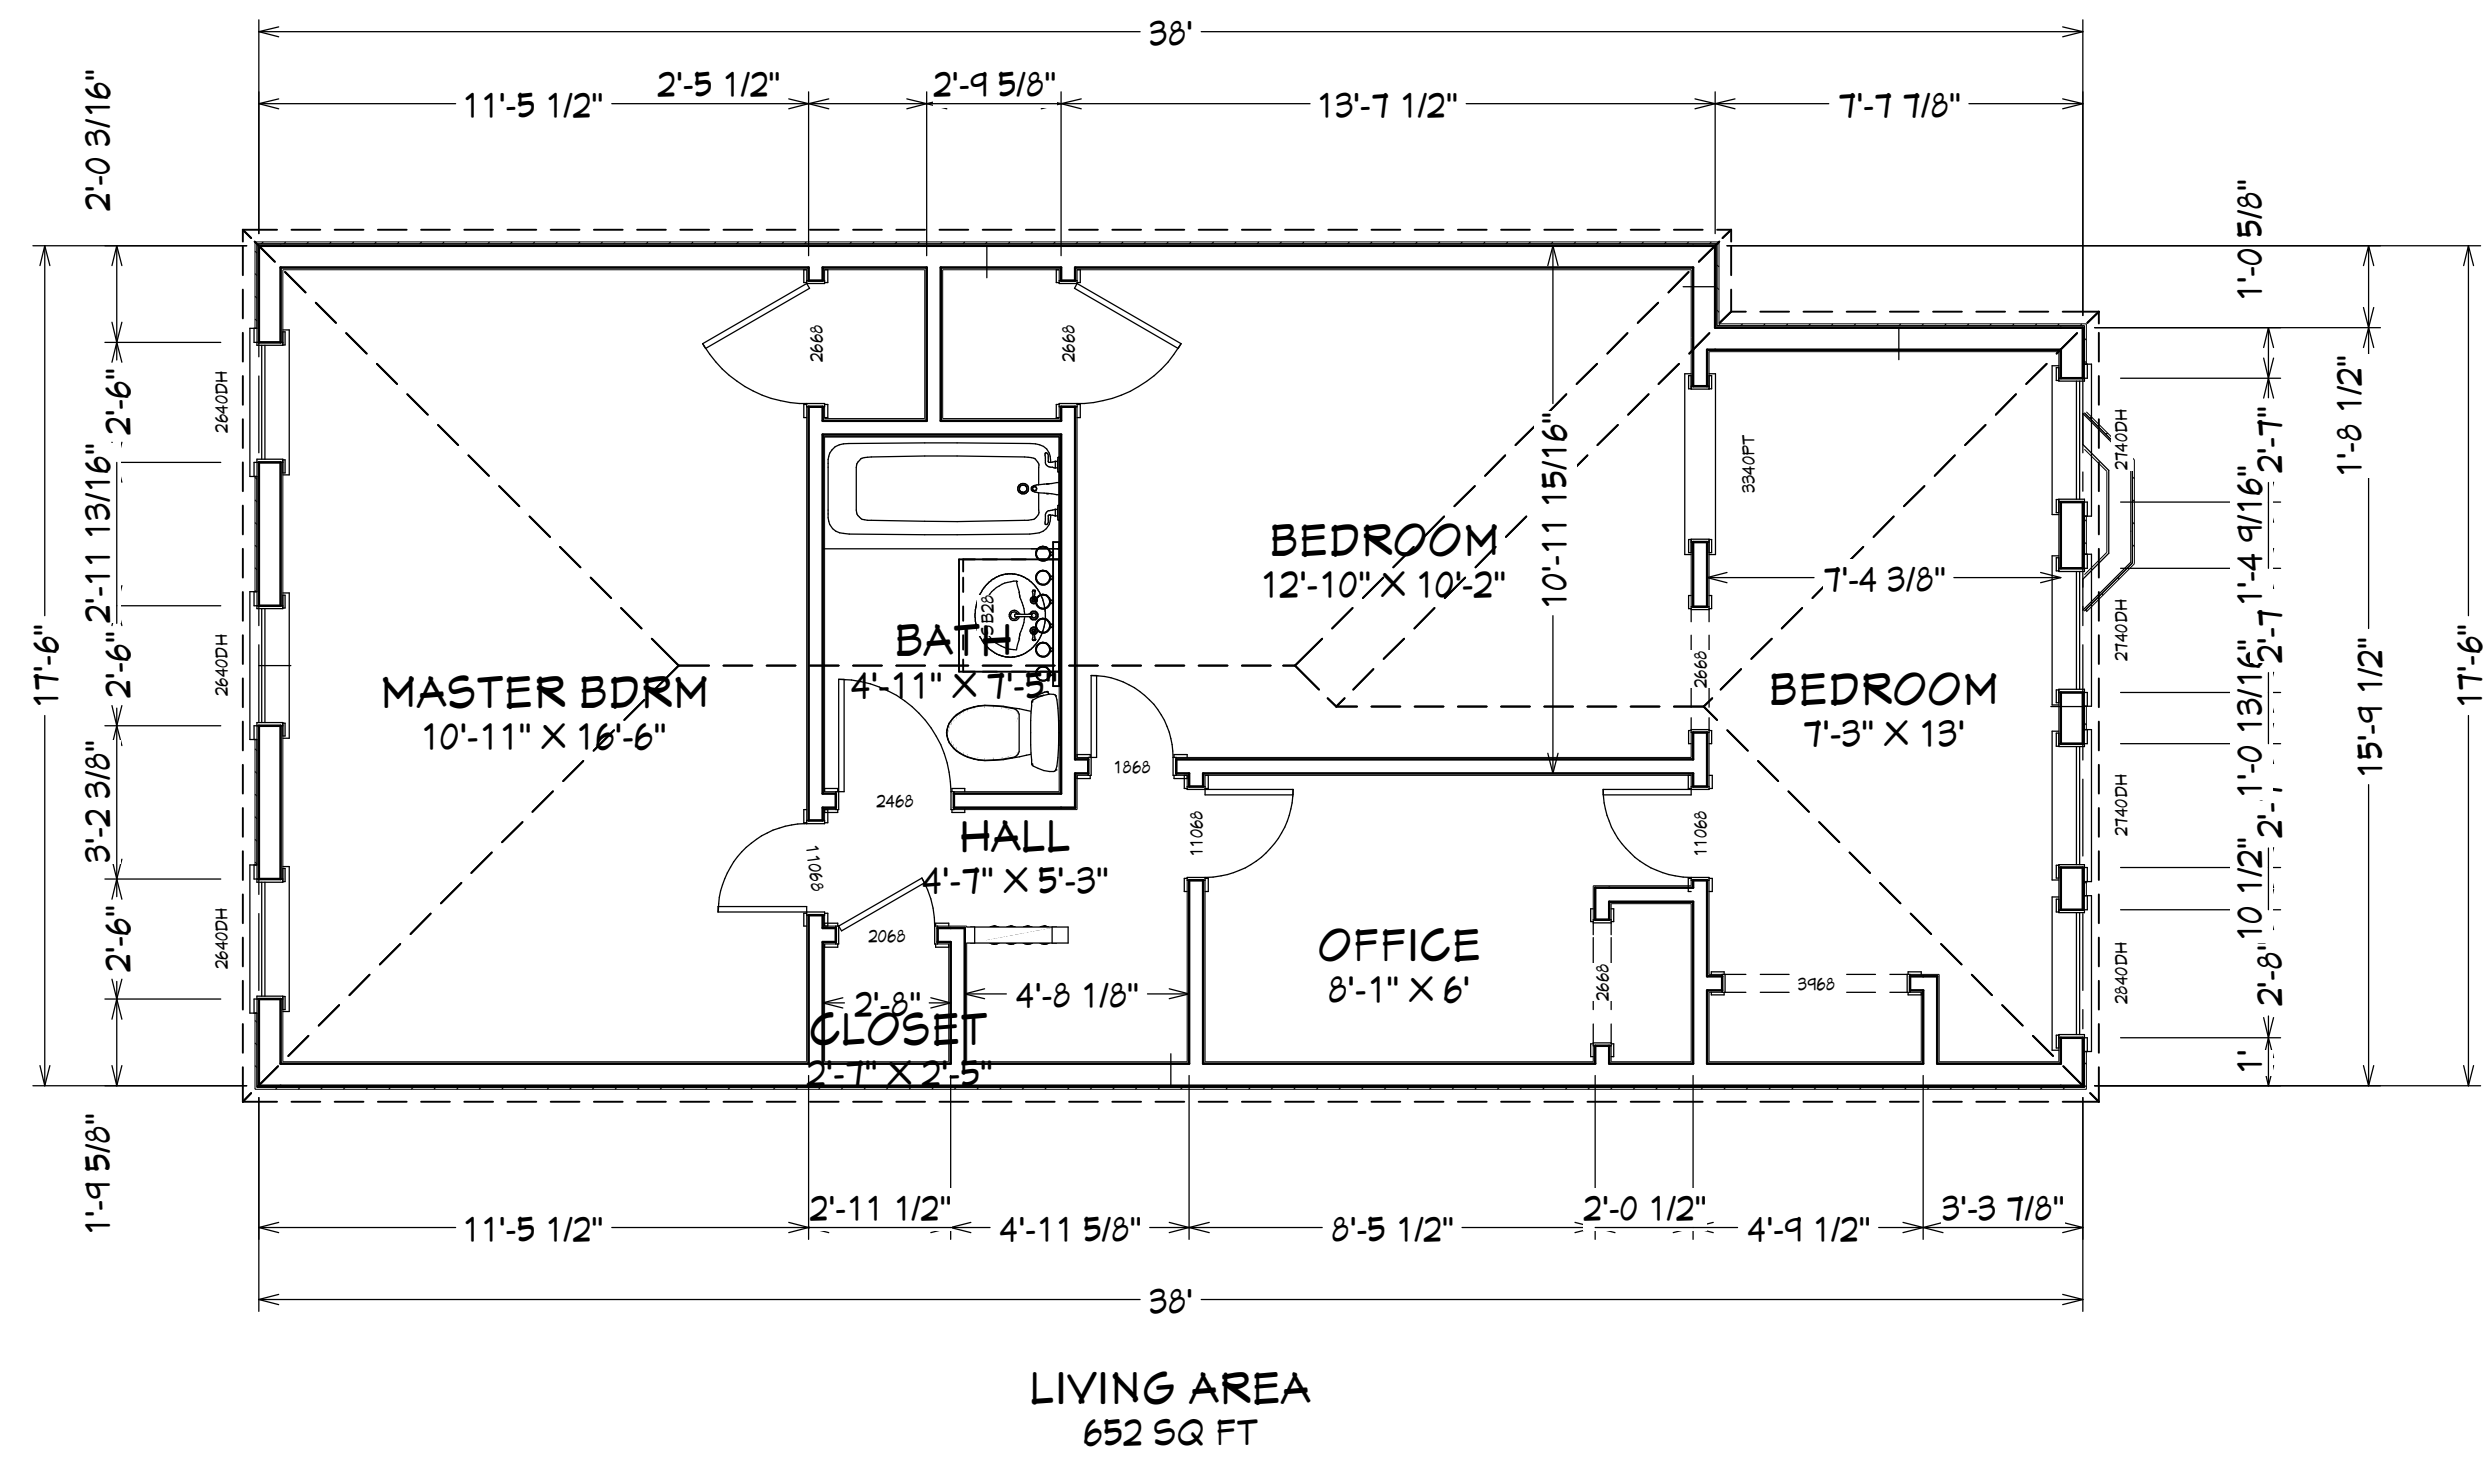 38'
11'-5 1/2"
2'-5 1/2"
2'-9 5/8"
13'-7 1/2"
7'-7 7/8"
2'-0 3/16"
2'-6"
2'-11 13/16"
2'-6"
3'-2 3/8"
2'-6"
1'-9 5/8"
17'-6"
2640DH
2640DH
2640DH
2668
2668
3340PT
10'-11 15/16"
BEDROOM
12'-10" X 10'-2"
7'-4 3/8"
BATH
4'-11" X 7'-5"
MASTER BDRM
10'-11" X 16'-6"
BEDROOM
7'-3" X 13'
2668
1868
2468
HALL
4'-7" X 5'-3"
11068
11068
11068
2068
OFFICE
8'-1" X 6'
2668
3968
2'-8"
4'-8 1/8"
CLOSET
2'-7" X 2'-5"
2740DH
2740DH
2740DH
2840DH
1'-0 5/8"
2'-7"
1'-4 9/16"
2'-7"
1'-0 13/16"
2'-7"
10 1/2"
2'-8"
1'
1'-8 1/2"
15'-9 1/2"
17'-6"
11'-5 1/2"
2'-11 1/2"
4'-11 5/8"
8'-5 1/2"
2'-0 1/2"
4'-9 1/2"
3'-3 7/8"
38'
LIVING AREA
652 SQ FT